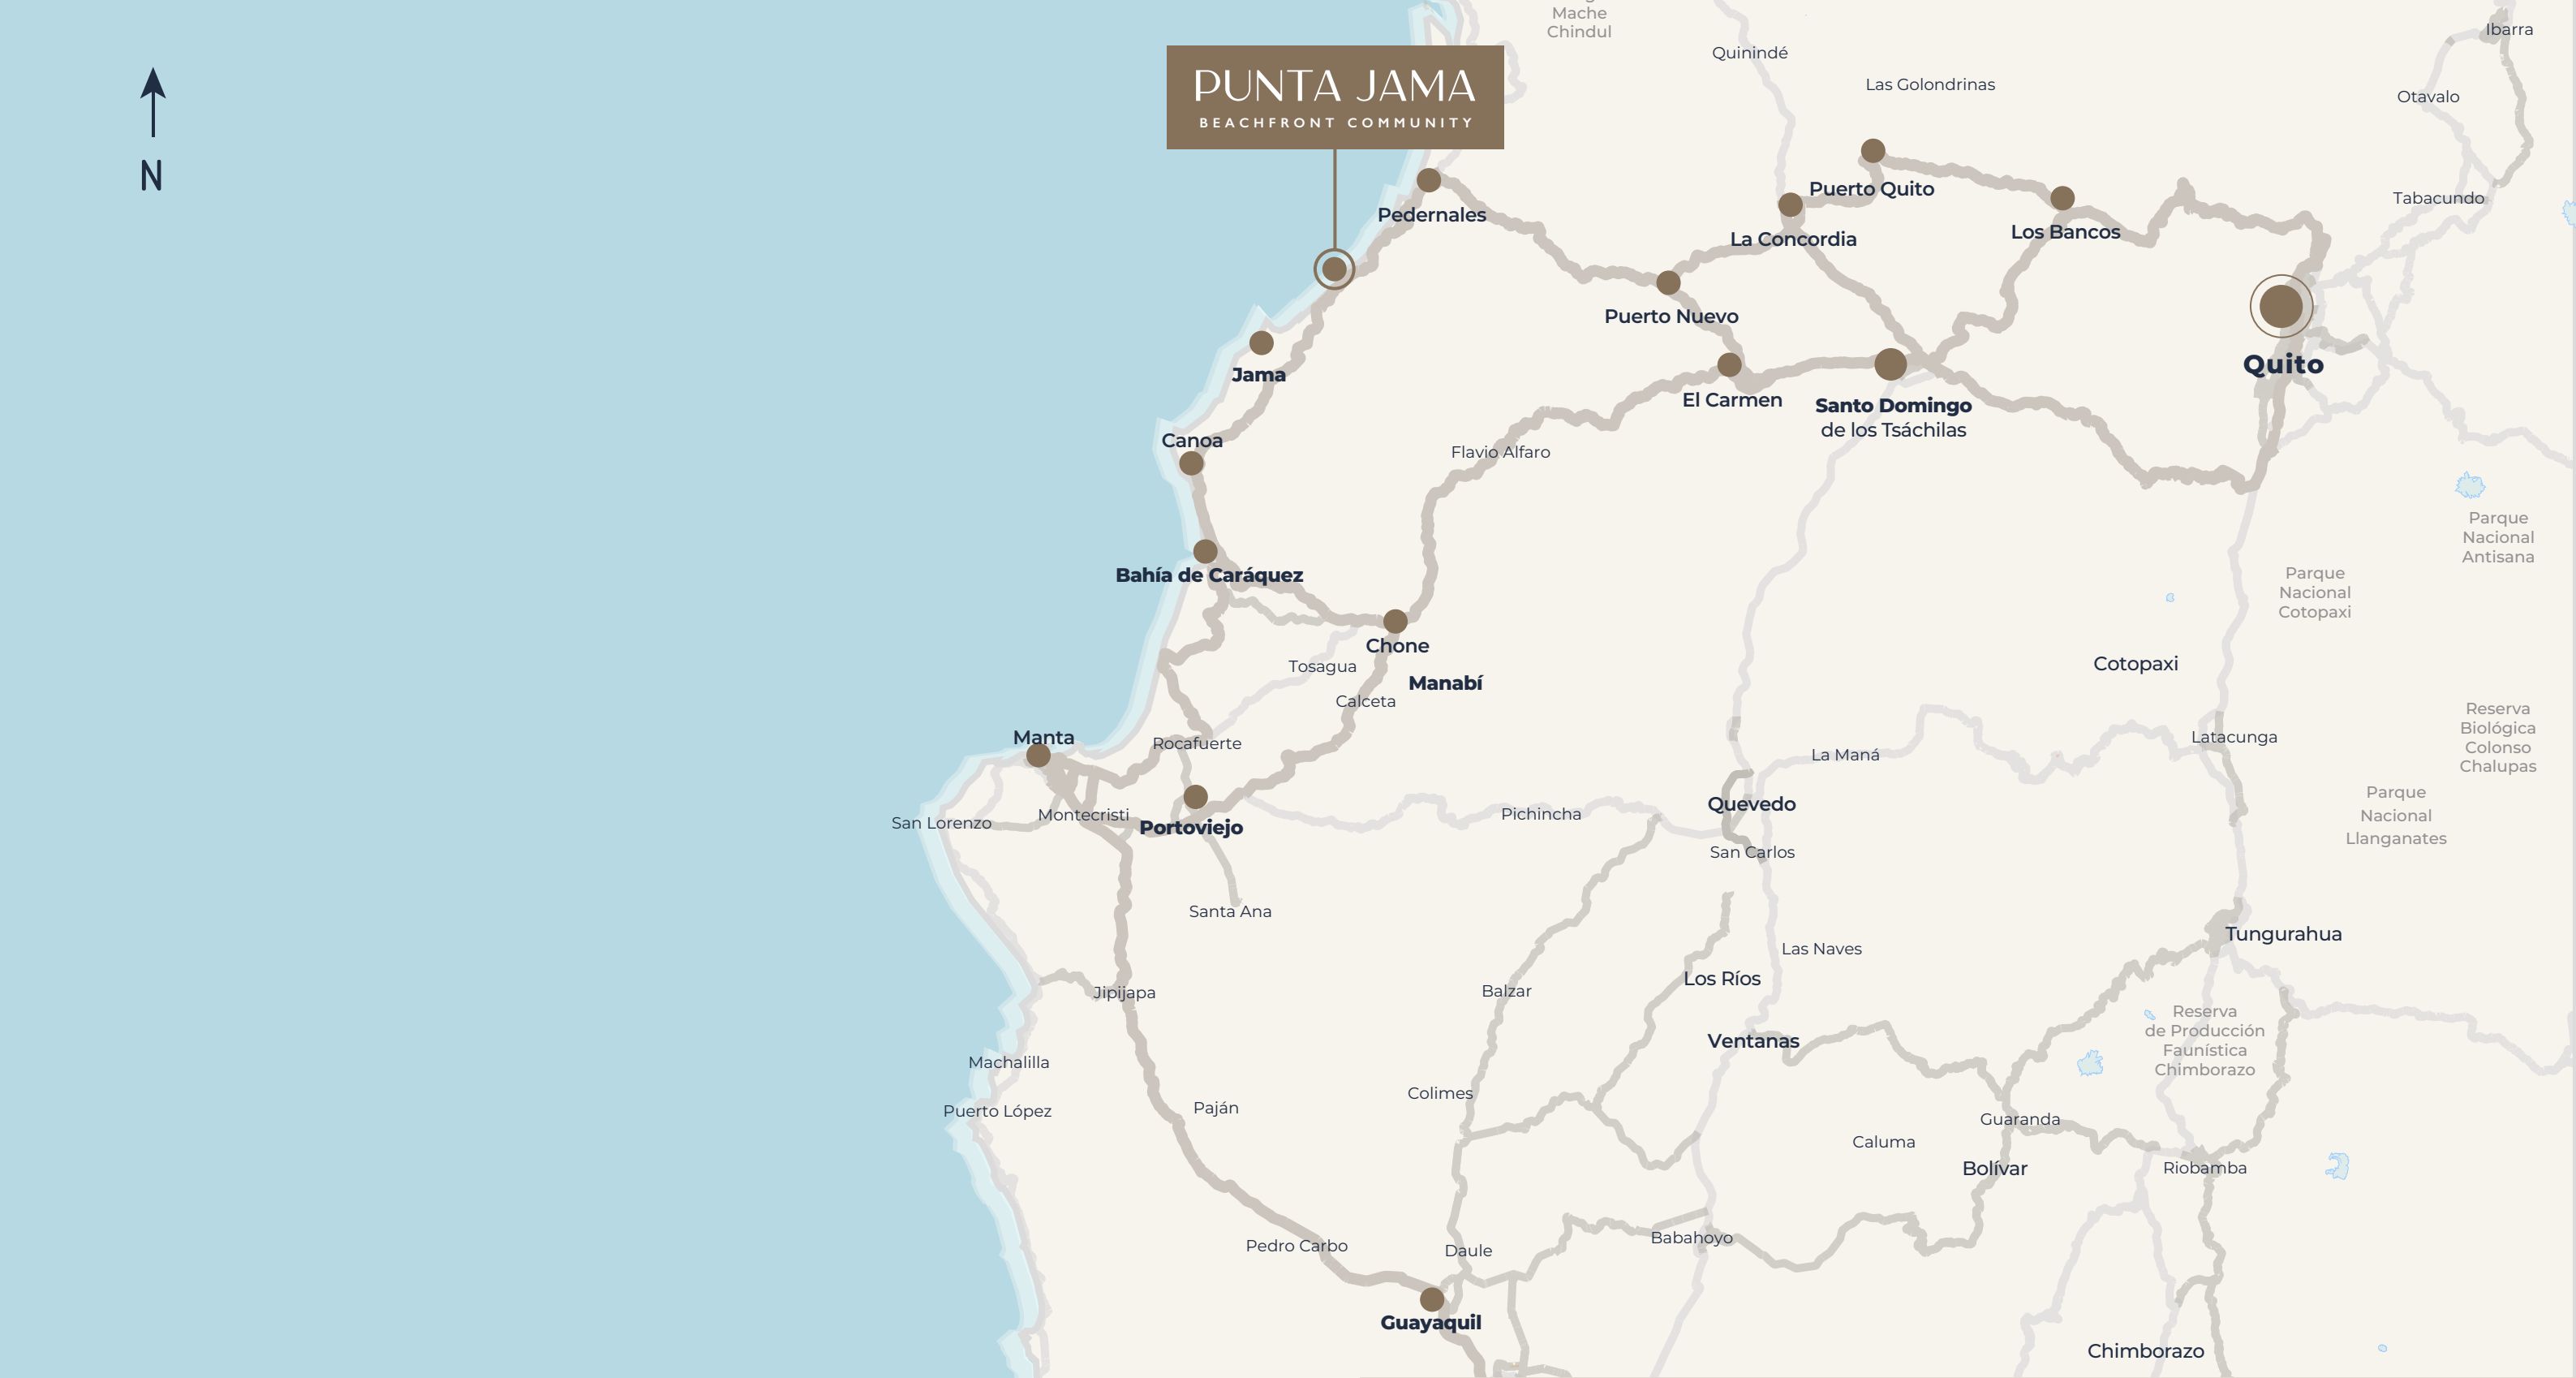 Mache
Chindul
Ibarra
Quinindé
Las Golondrinas
Otavalo
PUNTA JAMA
BEACHFRONT COMMUNITY
N
Puerto Quito
Tabacundo
Pedernales
La Concordia
Los Bancos
Puerto Nuevo
Quito
Jama
El Carmen
Santo Domingo
de los Tsáchilas
Canoa
Flavio Alfaro
Parque
Nacional
Antisana
Bahía de Caráquez
Parque
Nacional
Cotopaxi
Chone
Tosagua
Cotopaxi
Manabí
Calceta
Reserva
Biológica
Colonso
Chalupas
Manta
Rocafuerte
Latacunga
La Maná
Parque
Nacional
Llanganates
Quevedo
San Lorenzo
Montecristi
Portoviejo
Pichincha
San Carlos
Santa Ana
Tungurahua
Las Naves
Los Ríos
Jipijapa
Balzar
Reserva
de Producción
Faunística
Chimborazo
Ventanas
Machalilla
Colimes
Puerto López
Paján
Guaranda
Caluma
Bolívar
Riobamba
Babahoyo
Pedro Carbo
Daule
Guayaquil
Chimborazo